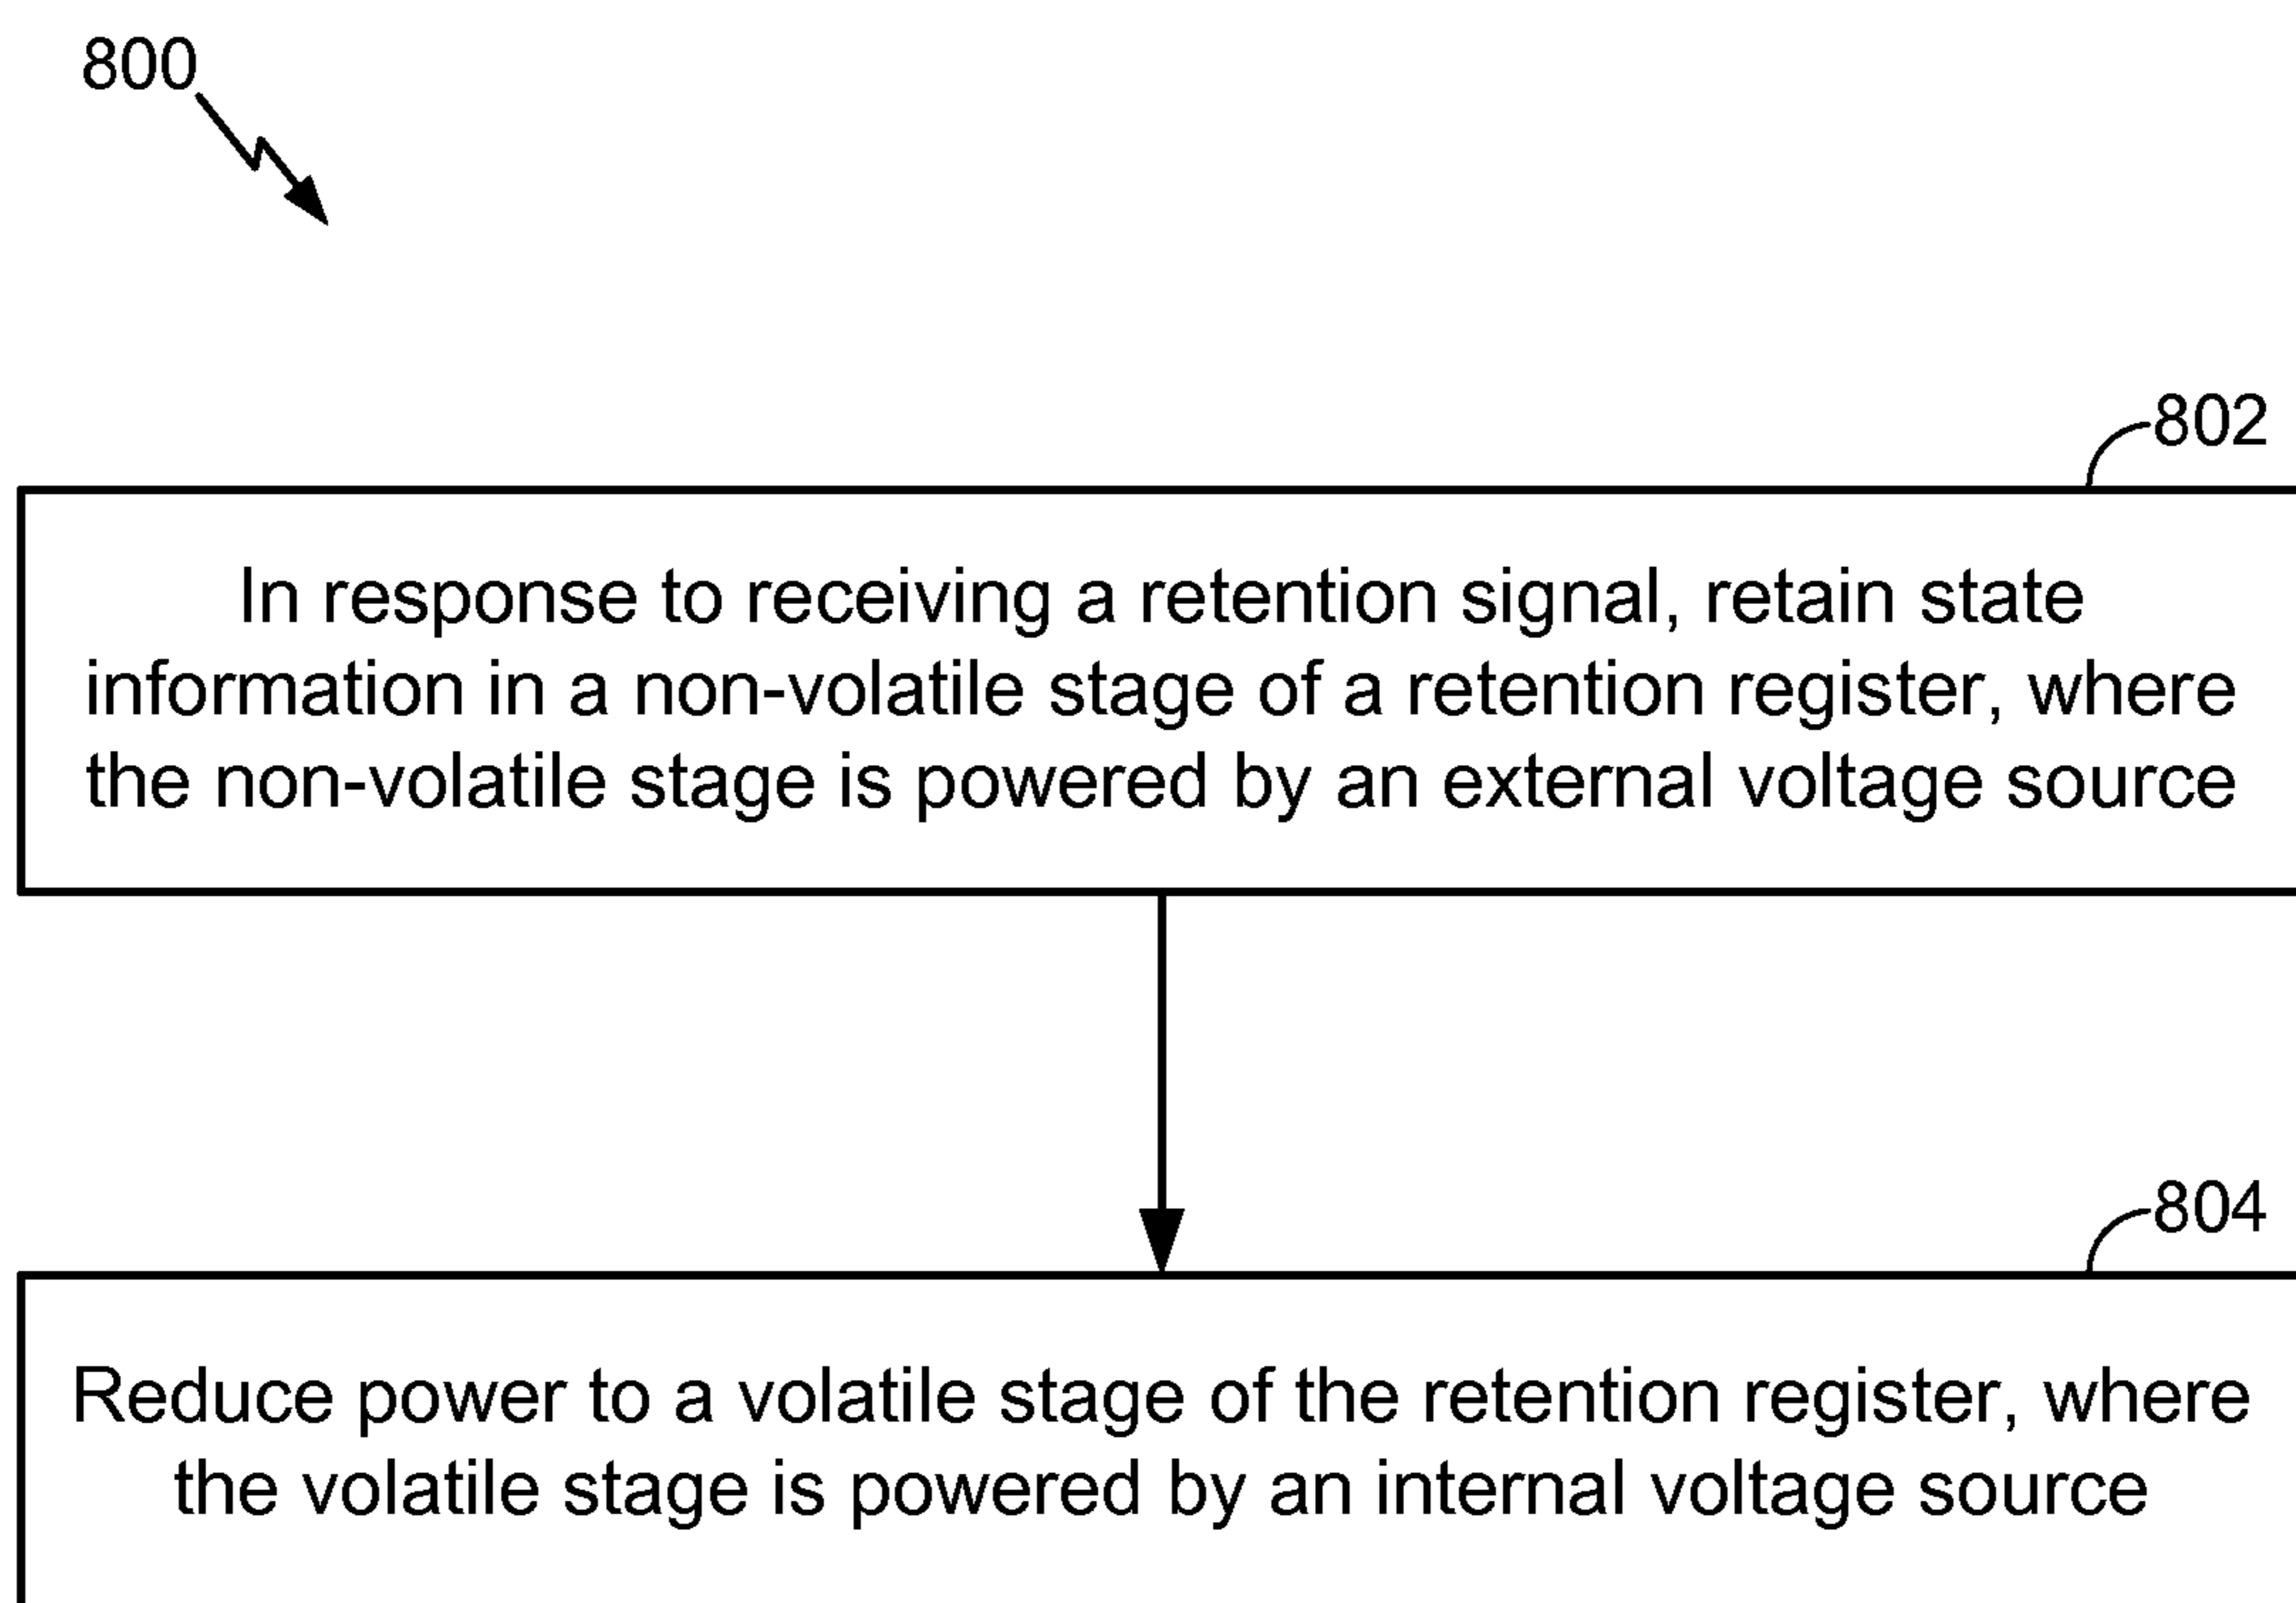 800
802
In response to receiving a retention signal, retain state
information in a non-volatile stage of a retention register, where
the non-volatile stage is powered by an external voltage source
804
Reduce power to a volatile stage of the retention register, where
the volatile stage is powered by an internal voltage source